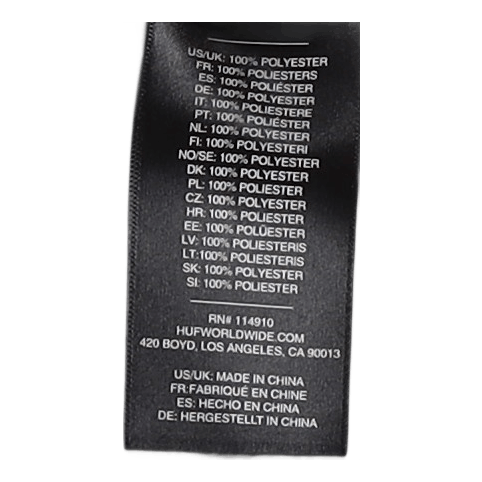 US/UK: 100% POLYESTER
FR: 100% POLIESTERS
ES: 100% POLIÉSTER
DE: 100% POLYESTER
IT: 100% POLIESTERE
PT: 100% POLIÉSTER
NL: 100% POLYESTER
FI: 100% POLYESTERI
NO/SE: 100% POLYESTER
DK: 100% POLYESTER
PL: 100% POLIESTER
CZ: 100% POLYESTER
HR: 100% POLIESTER
EE: 100% POLÜESTER
LV: 100% POLIESTERIS
LT:100% POLIESTERIS
SK: 100% POLYESTER
SI: 100% POLIESTER
RN# 114910
HUFWORLDWIDE.COM
420 BOYD, LOS ANGELES, CA 90013
US/UK: MADE IN CHINA
FR:FABRIQUÉ EN CHINE
ES: HECHO EN CHINA
DE: HERGESTELLT IN CHINA